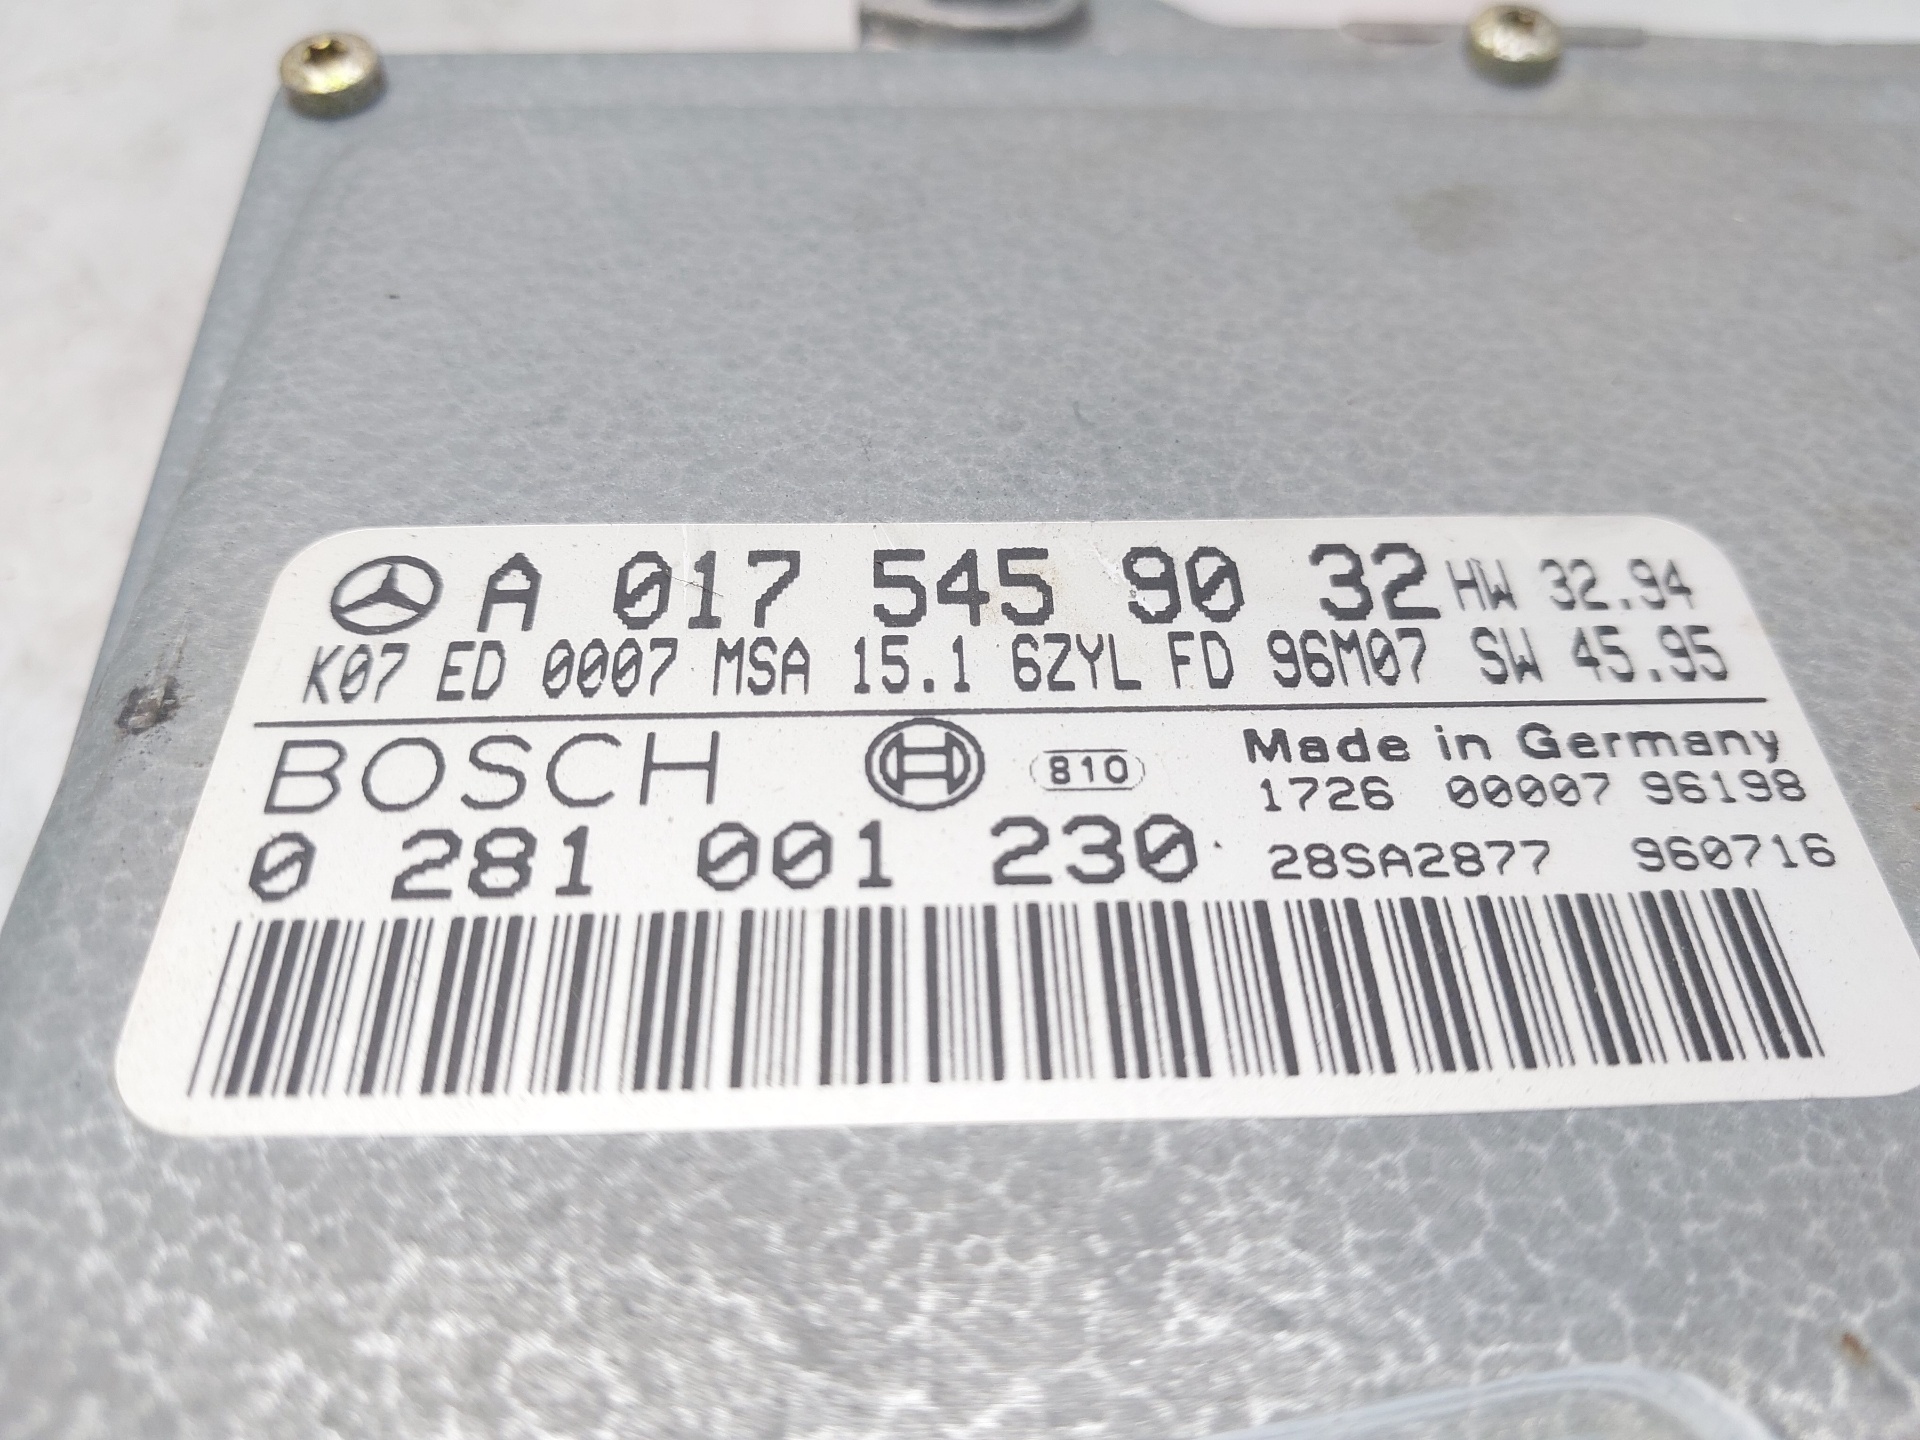 A 017 545 90 32 HW 32.94
K07 ED 0007 MSA 15.1 6ZYL FD 96M07 SW 45.95
BOSCH 810 Made in Germany
1726 00007 96198
0 281 001 230 28SA2877 960716